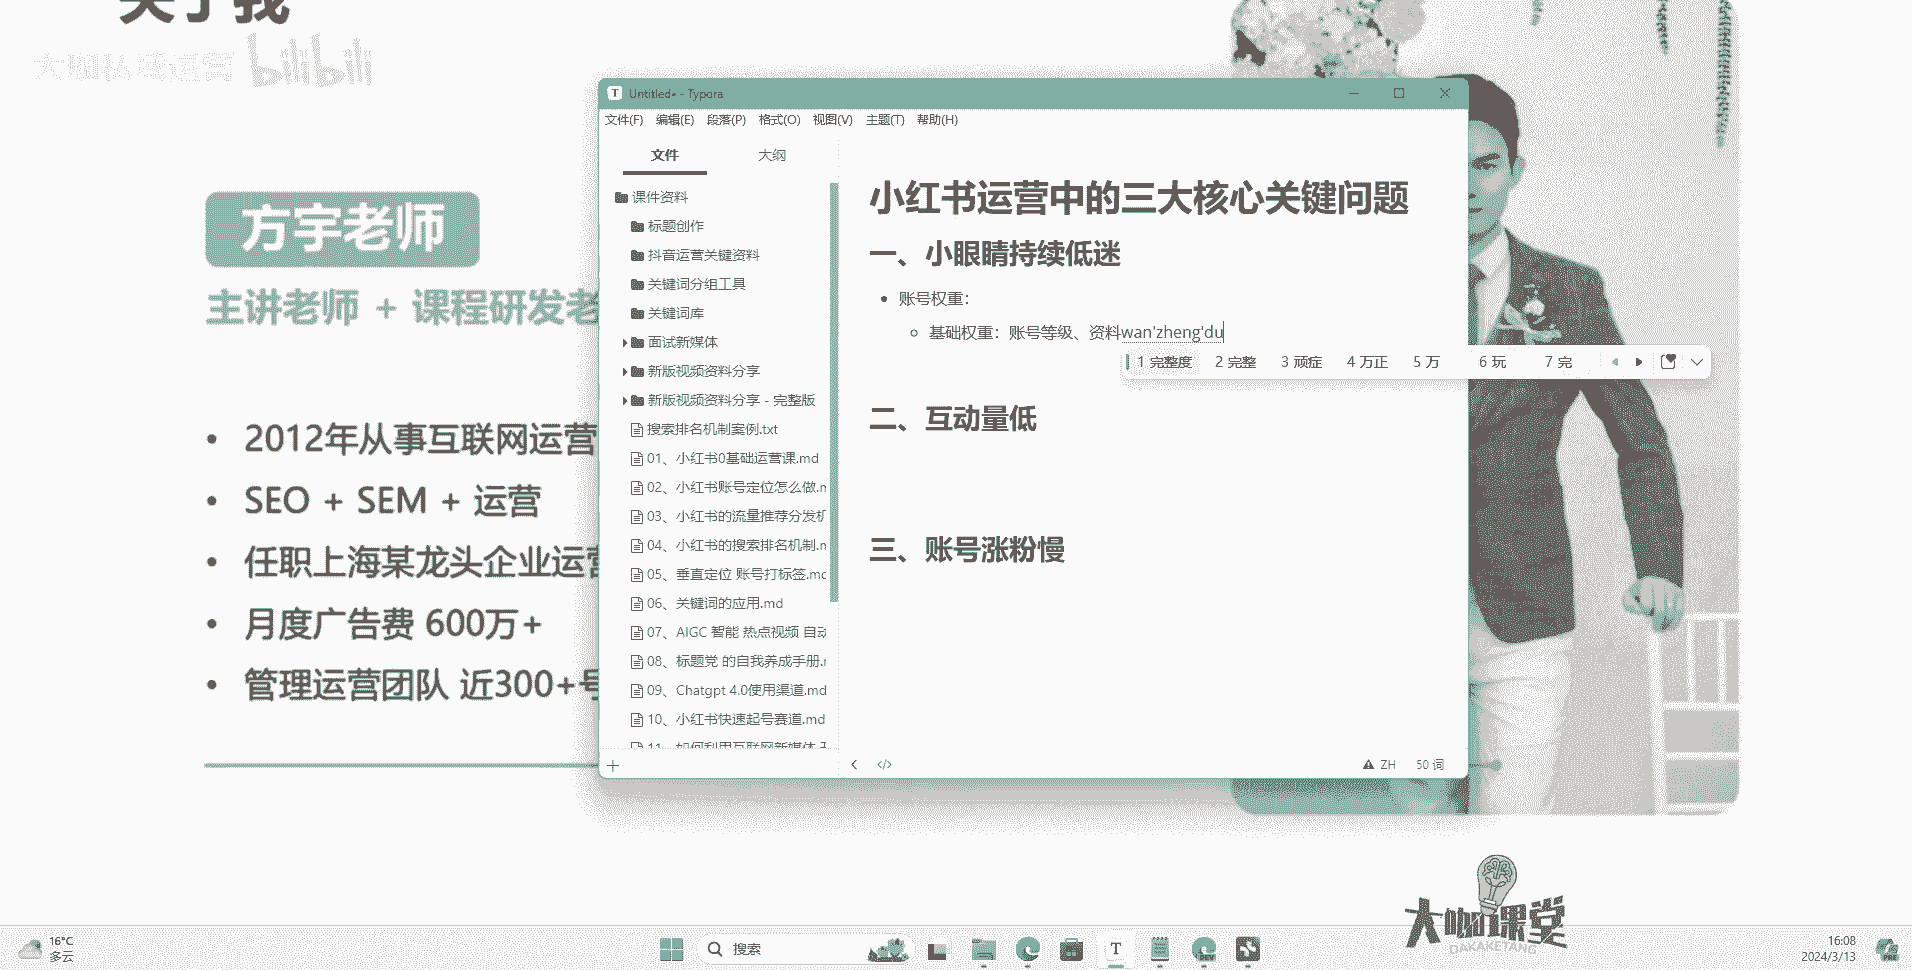 关于我
大咖私域运营 bilibili
方宇老师
主讲老师 + 课程研发老
• 2012年从事互联网运营
• SEO + SEM + 运营
• 任职上海某龙头企业运营
• 月度广告费 600万+
• 管理运营团队 近300+号
Untitled• - Typora
文件(F) 编辑(E) 段落(P) 格式(O) 视图(V) 主题(T) 帮助(H)
文件 大纲
课件资料
标题创作
抖音运营关键资料
关键词分组工具
关键词库
面试新媒体
新版视频资料分享
新版视频资料分享 - 完整版
搜索排名机制案例.txt
01、小红书0基础运营课.md
02、小红书账号定位怎么做.m
03、小红书的流量推荐分发机
04、小红书的搜索排名机制.m
05、垂直定位 账号打标签.mc
06、关键词的应用.md
07、AIGC 智能 热点视频 自动
08、标题党 的自我养成手册.r
09、Chatgpt 4.0使用渠道.md
10、小红书快速起号赛道.md
11、如何利用互联网新媒体
小红书运营中的三大核心关键问题
一、小眼睛持续低迷
• 账号权重：
○ 基础权重：账号等级、资料wan'zheng'du
1 完整度 2 完整 3 顽症 4 万正 5 万 6 玩 7 完
二、互动量低
三、账号涨粉慢
ZH 50 词
大咖课堂
DAKAKETANG
16°C
多云
搜索
T
DEV
16:08
2024/3/13
PRE